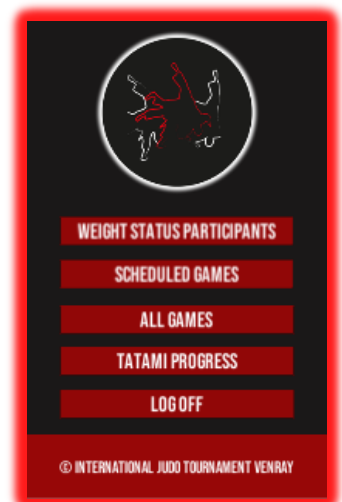 WEIGHT STATUS PARTICIPANTS
SCHEDULED GAMES
ALL GAMES
TATAMI PROGRESS
LOG OFF
© INTERNATIONAL JUDO TOURNAMENT VENRAY